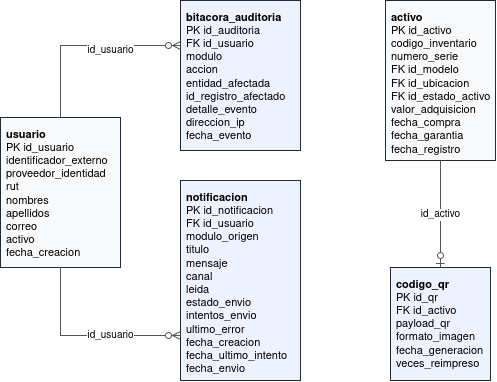 bitacora_auditoria
PK id_auditoria
FK id_usuario
modulo
accion
entidad_afectada
id_registro_afectado
detalle_evento
direccion_ip
fecha_evento
activo
PK id_activo
codigo_inventario
numero_serie
FK id_modelo
FK id_ubicacion
FK id_estado_activo
valor_adquisicion
fecha_compra
fecha_garantia
fecha_registro
id_usuario
usuario
PK id_usuario
identificador_externo
proveedor_identidad
rut
nombres
apellidos
correo
activo
fecha_creacion
notificacion
PK id_notificacion
FK id_usuario
modulo_origen
titulo
mensaje
canal
leida
estado_envio
intentos_envio
ultimo_error
fecha_creacion
fecha_ultimo_intento
fecha_envio
id_activo
codigo_qr
PK id_qr
FK id_activo
payload_qr
formato_imagen
fecha_generacion
veces_reimpreso
id_usuario